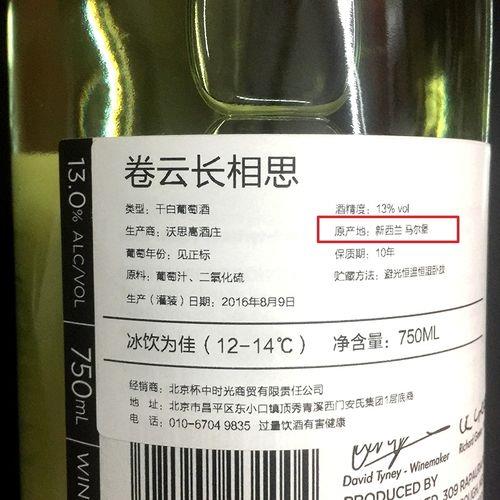 卷云长相思
类型：干白葡萄酒
酒精度：13% vol
生产商：沃思高酒庄
原产地：新西兰 马尔堡
葡萄年份：见正标
保质期：10年
原料：葡萄汁、二氧化硫
贮藏方法：避光恒温恒湿卧放
生产（灌装）日期：2016年8月9日
冰饮为佳（12-14℃）
净含量：750ML
经销商：北京杯中时光商贸有限责任公司
地 址：北京市昌平区东小口镇顶秀青溪西门安氏集团1层底商
电 话：010-6704 9835 过量饮酒有害健康
13.0% ALC/VOL
750mL
WIN
David Tyney - Winemaker
Richard
PRODUCED BY
309 RAPAURA